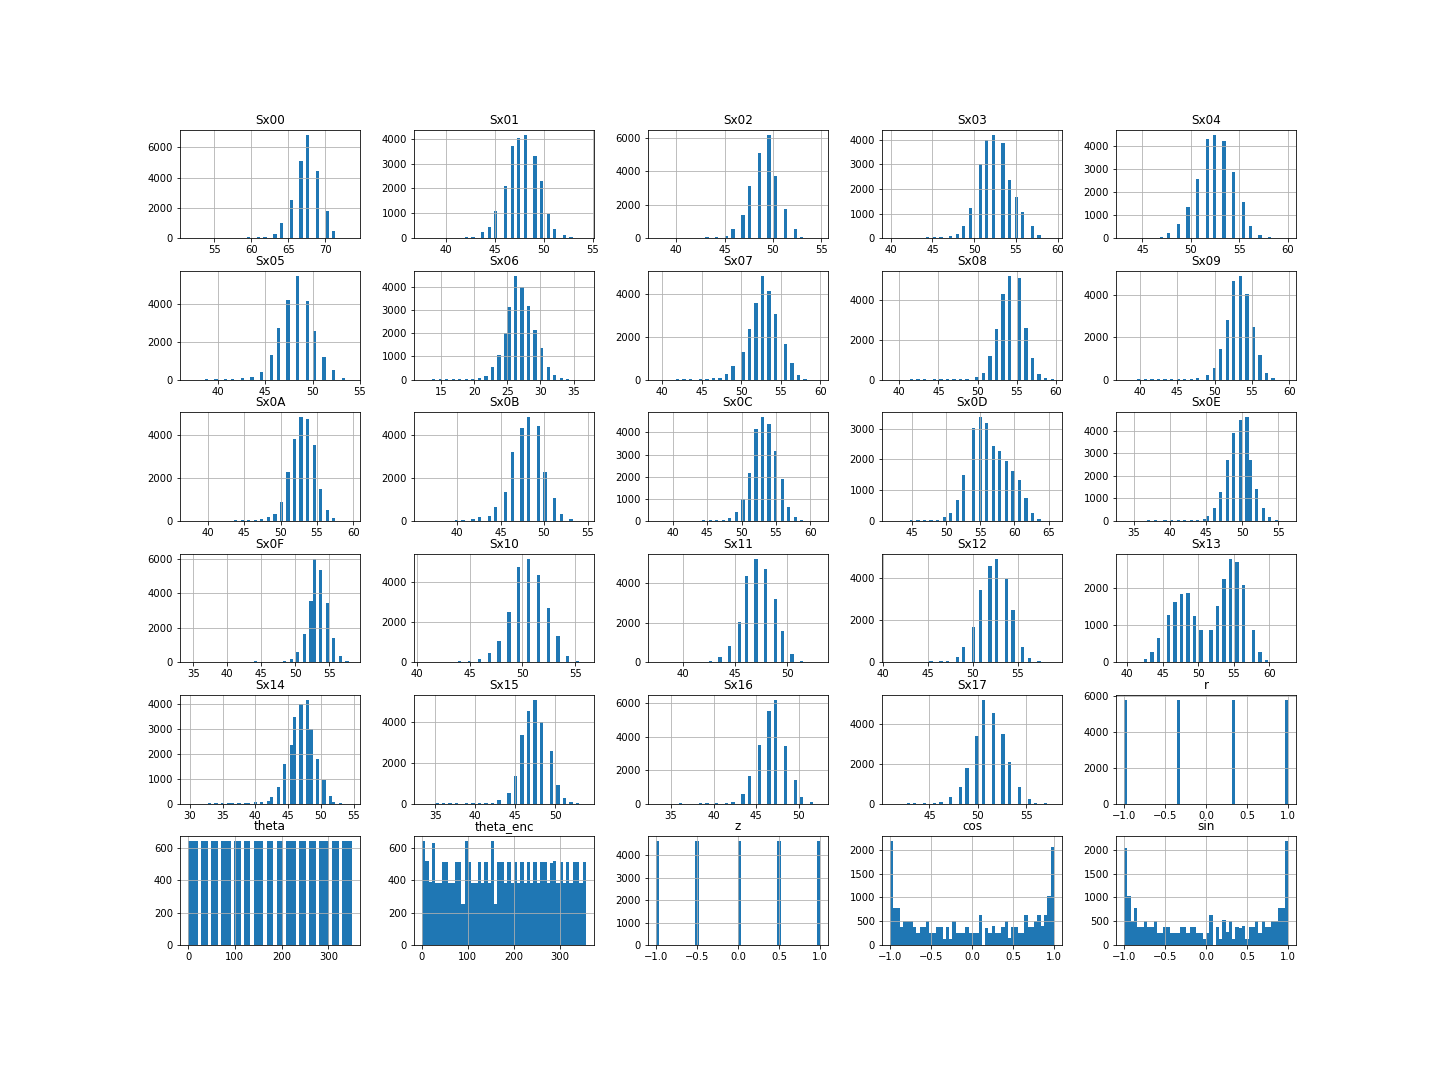 Sx00 Sx01 Sx02 Sx03 Sx04
6000 4000 2000 0 55 60 65 70
4000 3000 2000 1000 0 40 45 50 55
6000 4000 2000 0 40 45 50 55
4000 3000 2000 1000 0 40 45 50 55 60
4000 3000 2000 1000 0 45 50 55 60
Sx05 Sx06 Sx07 Sx08 Sx09
4000 2000 0 40 45 50 55
4000 3000 2000 1000 0 15 20 25 30 35
4000 2000 0 40 45 50 55 60
4000 2000 0 40 45 50 55 60
4000 2000 0 40 45 50 55 60
Sx0A Sx0B Sx0C Sx0D Sx0E
4000 2000 0 40 45 50 55 60
4000 2000 0 40 45 50 55
4000 3000 2000 1000 0 40 45 50 55 60
3000 2000 1000 0 45 50 55 60 65
4000 3000 2000 1000 0 35 40 45 50 55
Sx0F Sx10 Sx11 Sx12 Sx13
6000 4000 2000 0 35 40 45 50 55
4000 2000 0 40 45 50 55
4000 2000 0 40 45 50
4000 2000 0 40 45 50 55
2000 1000 0 40 45 50 55 60
Sx14 Sx15 Sx16 Sx17 r
4000 3000 2000 1000 0 30 35 40 45 50 55
4000 2000 0 35 40 45 50
6000 4000 2000 0 35 40 45 50
4000 2000 0 45 50 55
6000 4000 2000 0 −1.0 −0.5 0.0 0.5 1.0
theta theta_enc z cos sin
600 400 200 0 0 100 200 300
600 400 200 0 0 100 200 300
4000 3000 2000 1000 0 −1.0 −0.5 0.0 0.5 1.0
2000 1500 1000 500 0 −1.0 −0.5 0.0 0.5 1.0
2000 1500 1000 500 0 −1.0 −0.5 0.0 0.5 1.0